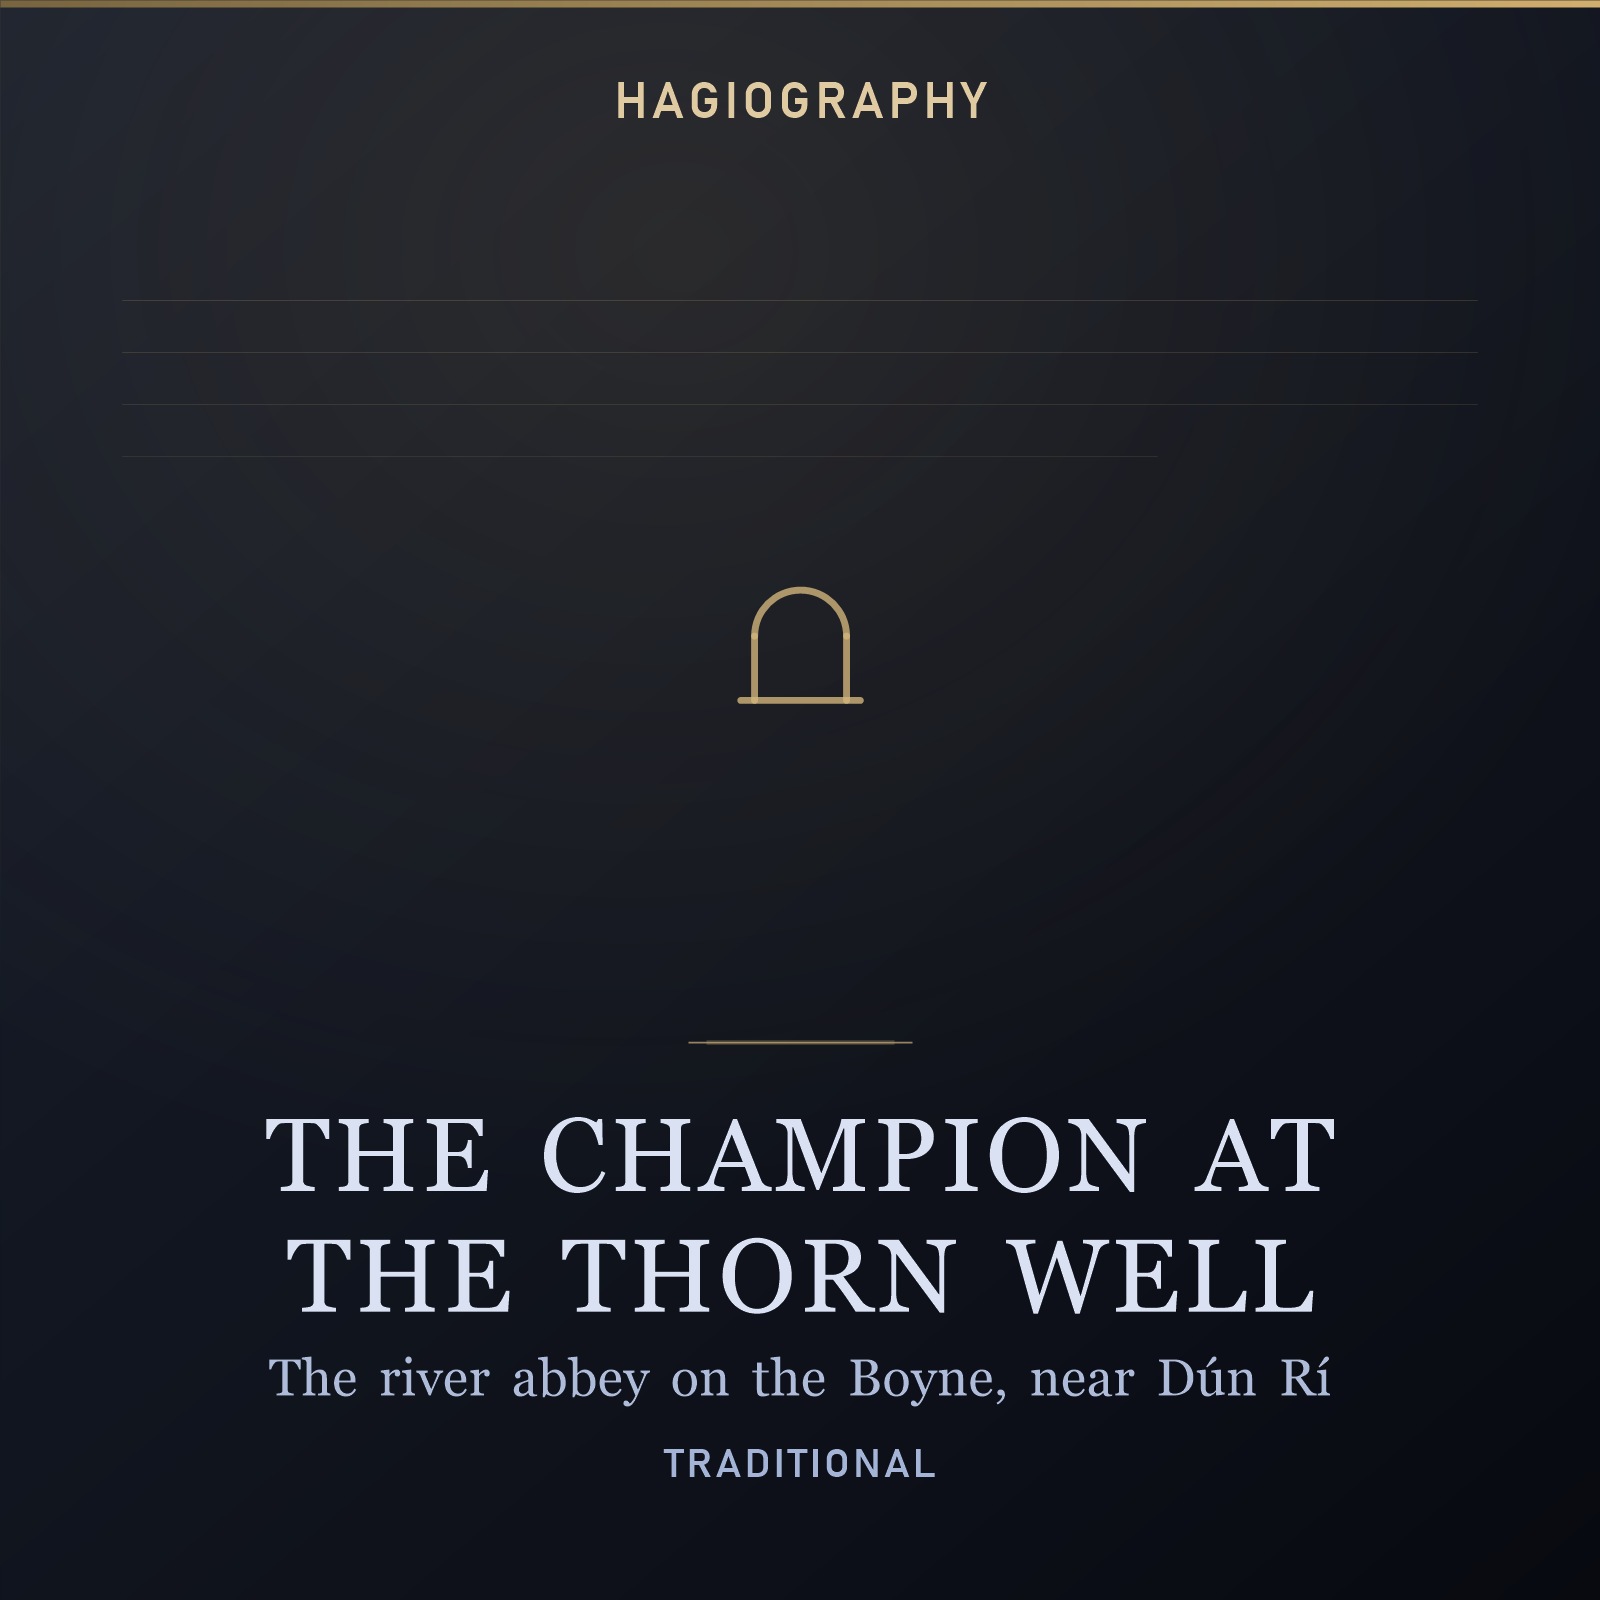 HAGIOGRAPHY
THE CHAMPION AT
THE THORN WELL
The river abbey on the Boyne, near Dún Rí
TRADITIONAL